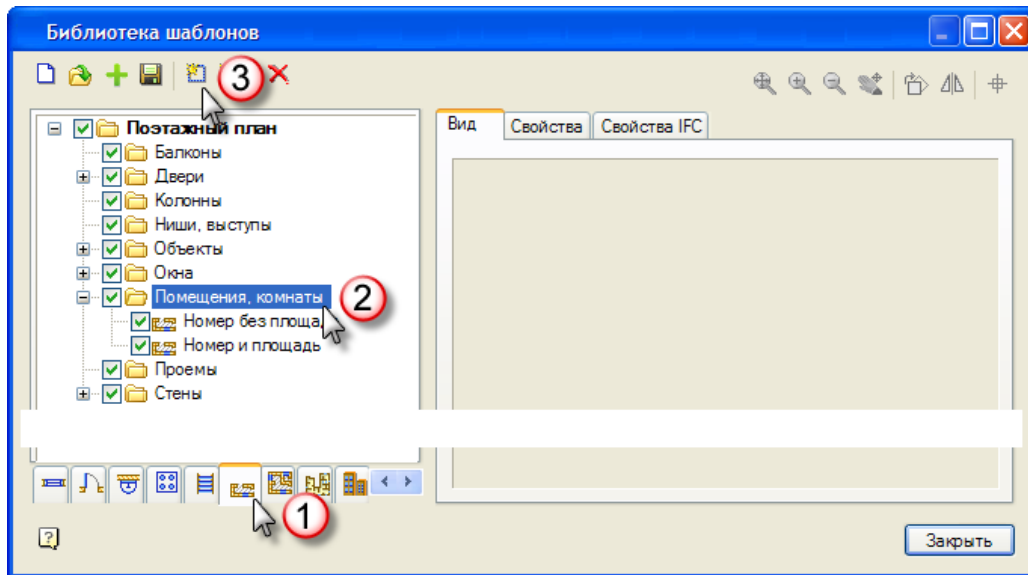 Библиотека шаблонов
3
Поэтажный план
Вид Свойства Свойства IFC
Балконы
Двери
Колонны
Ниши, выступы
Объекты
Окна
Помещения, комнаты 2
Номер без площад
Номер и площадь
Проемы
Стены
1
? Закрыть